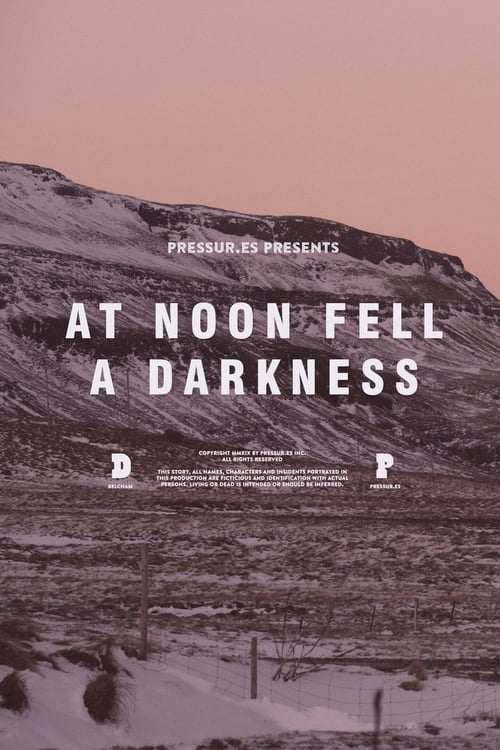 PRESSUR.ES PRESENTS
AT NOON FELL
A DARKNESS
COPYRIGHT MMXIX BY PRESSUR.ES INC.
ALL RIGHTS RESERVED
D
BELCHAM
THIS STORY, ALL NAMES, CHARACTERS AND INSIDENTS PORTRAYED IN
THIS PRODUCTION ARE FICTICIOUS AND IDENTIFICATION WITH ACTUAL
PERSONS, LIVING OR DEAD IS INTENDED OR SHOULD BE INFERRED.
P
PRESSUR.ES